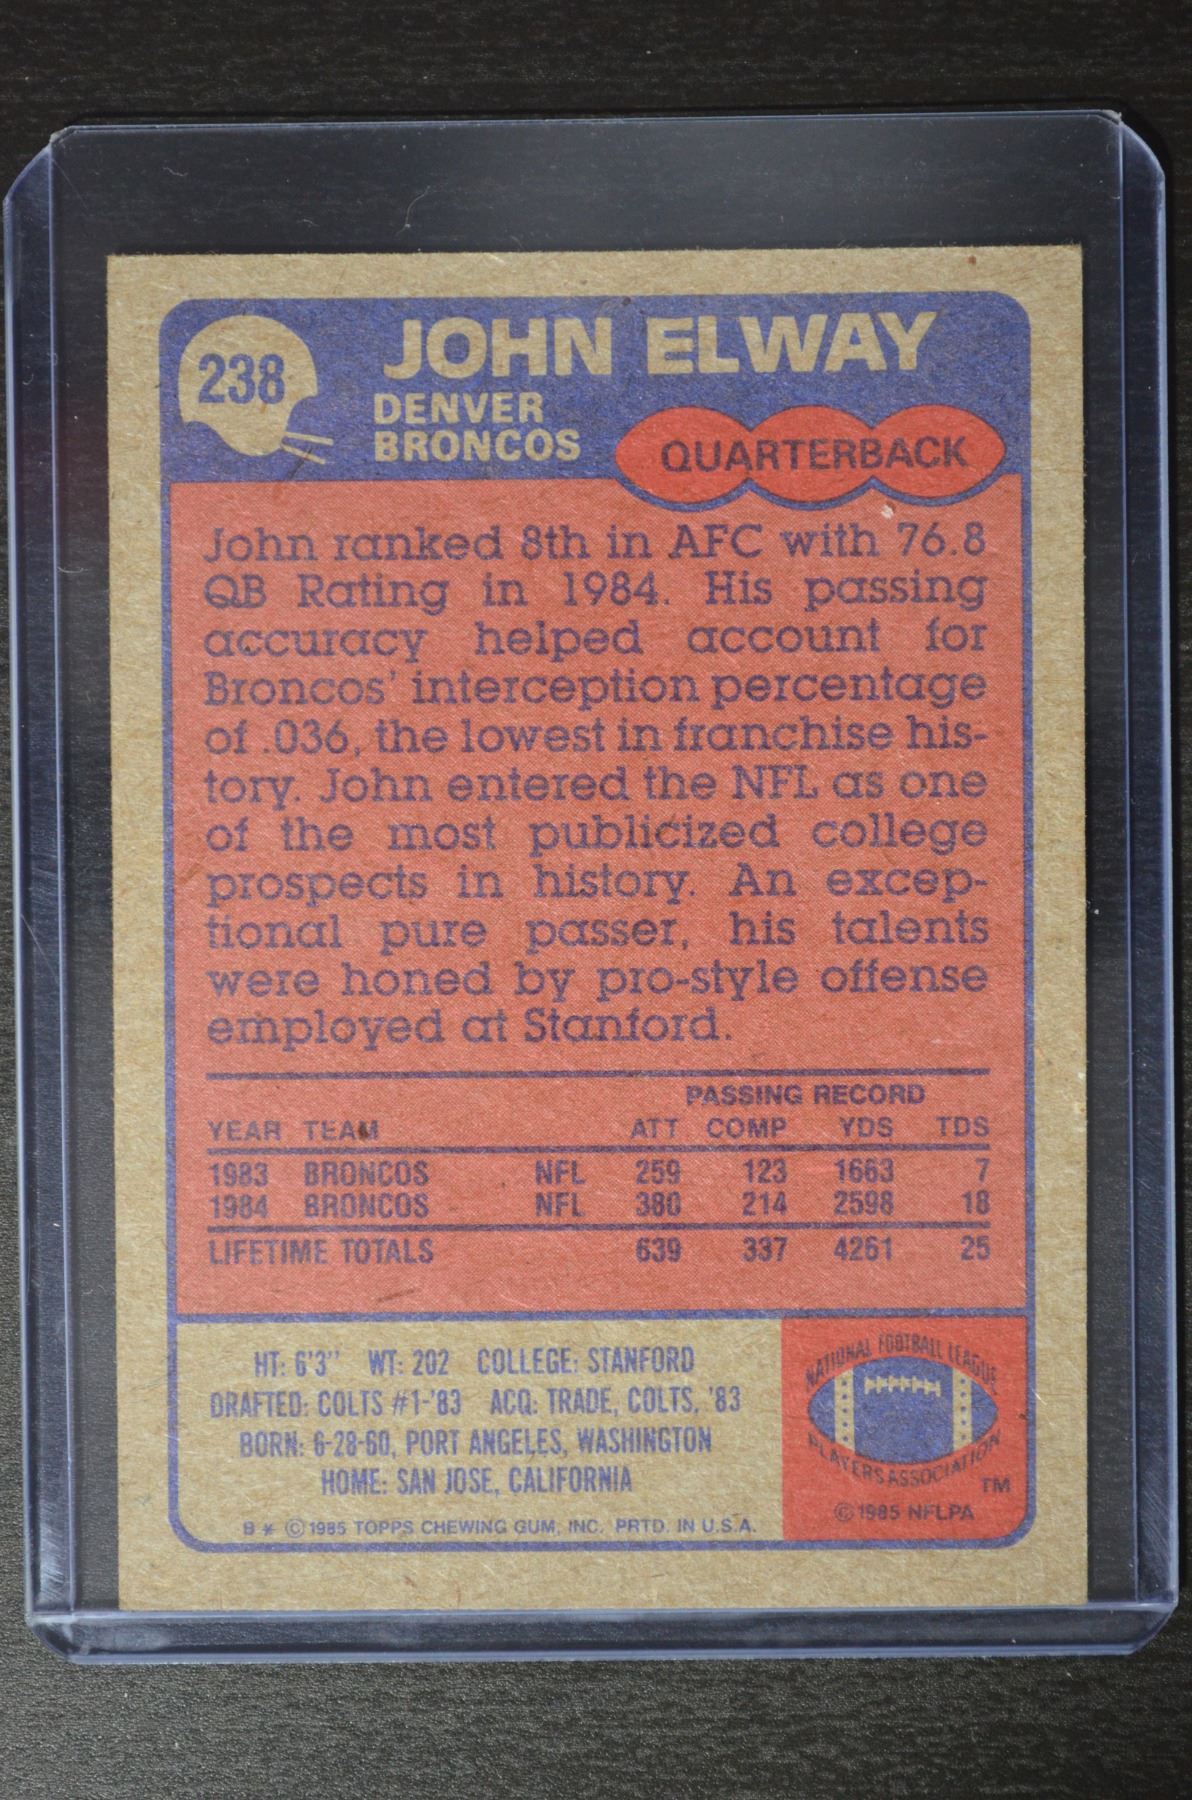 238
JOHN ELWAY
DENVER
BRONCOS
QUARTERBACK
John ranked 8th in AFC with 76.8
QB Rating in 1984. His passing
accuracy helped account for
Broncos' interception percentage
of .036, the lowest in franchise his-
tory. John entered the NFL as one
of the most publicized college
prospects in history. An excep-
tional pure passer, his talents
were honed by pro-style offense
employed at Stanford.
PASSING RECORD
YEAR TEAM ATT COMP YDS TDS
1983 BRONCOS NFL 259 123 1663 7
1984 BRONCOS NFL 380 214 2598 18
LIFETIME TOTALS 639 337 4261 25
HT: 6'3" WT: 202 COLLEGE: STANFORD
DRAFTED: COLTS #1-'83 ACQ: TRADE, COLTS, '83
BORN: 6-28-60, PORT ANGELES, WASHINGTON
HOME: SAN JOSE, CALIFORNIA
B * © 1985 TOPPS CHEWING GUM, INC. PRTD. IN U.S.A.
NATIONAL FOOTBALL LEAGUE
PLAYERS ASSOCIATION
TM
© 1985 NFLPA